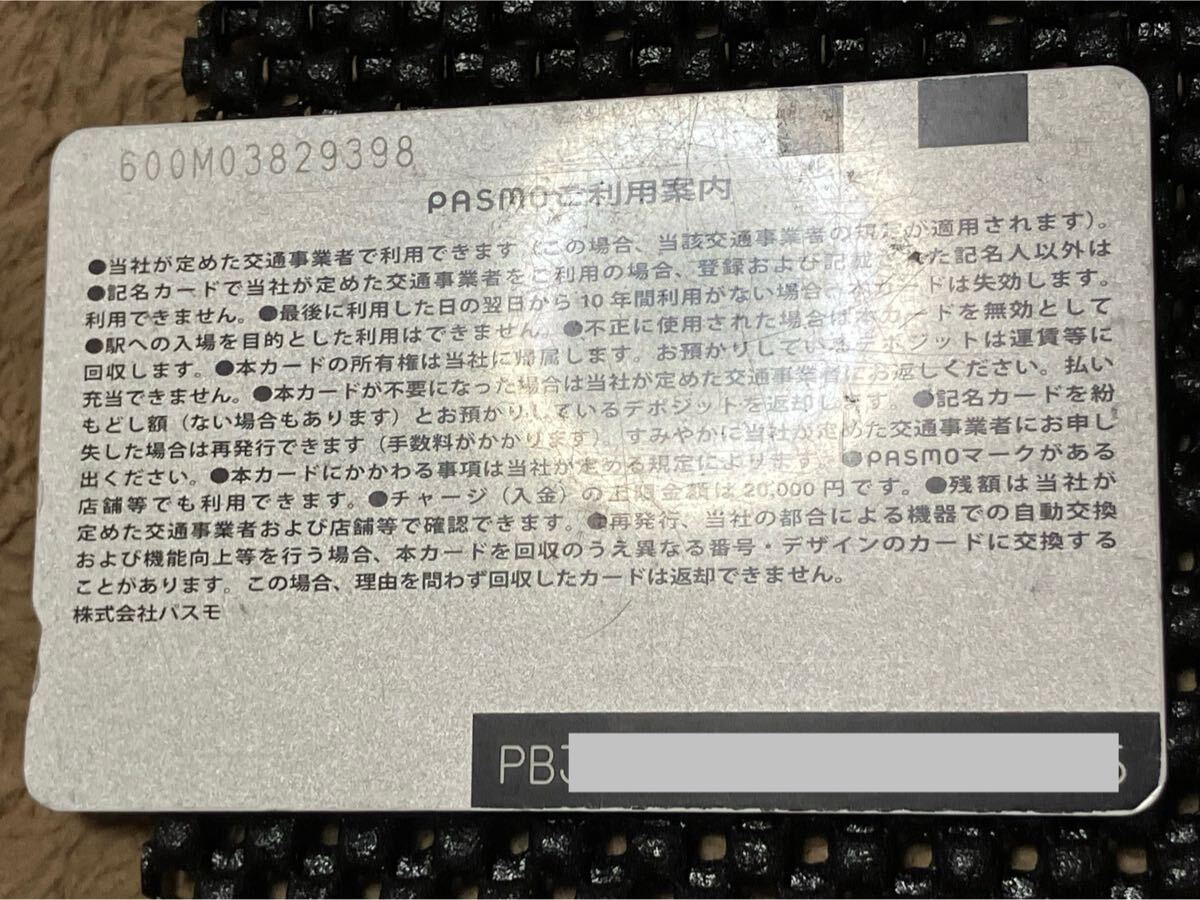 600M03829398
PASMOご利用案内
●当社が定めた交通事業者で利用できます（この場合、当該交通事業者の規定が適用されます）。
●記名カードで当社が定めた交通事業者をご利用の場合、登録および記載された記名人以外は
利用できません。●最後に利用した日の翌日から10年間利用がない場合、本カードは失効します。
●駅への入場を目的とした利用はできません。●不正に使用された場合は本カードを無効として
回収します。●本カードの所有権は当社に帰属します。お預かりしているデポジットは運賃等に
充当できません。●本カードが不要になった場合は当社が定めた交通事業者にお返しください。払い
もどし額（ない場合もあります）とお預かりしているデポジットを返却します。●記名カードを紛
失した場合は再発行できます（手数料がかかります）。すみやかに当社が定めた交通事業者にお申し
出ください。●本カードにかかわる事項は当社が定める規定によります。●PASMOマークがある
店舗等でも利用できます。●チャージ（入金）の上限金額は20,000円です。●残額は当社が
定めた交通事業者および店舗等で確認できます。●再発行、当社の都合による機器での自動交換
および機能向上等を行う場合、本カードを回収のうえ異なる番号・デザインのカードに交換する
ことがあります。この場合、理由を問わず回収したカードは返却できません。
株式会社パスモ
PB